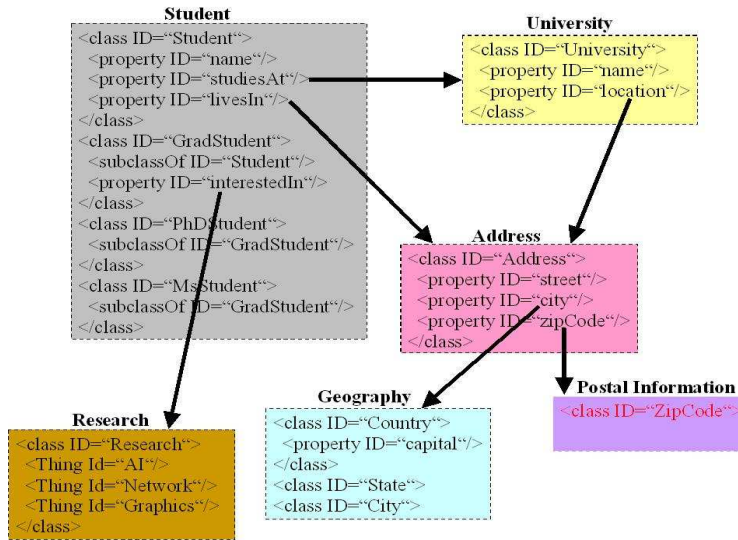 Student
<class ID=“Student“>
<property ID=“name“/>
<property ID=“studiesAt“/>
<property ID=“livesIn“/>
</class>
<class ID=“GradStudent“>
<subclassOf ID=“Student“/>
<property ID=“interestedIn“/>
</class>
<class ID=“PhDStudent“>
<subclassOf ID=“GradStudent“/>
</class>
<class ID=“MsStudent“>
<subclassOf ID=“GradStudent“/>
</class>
University
<class ID=“University“>
<property ID=“name“/>
<property ID=“location“/>
</class>
Address
<class ID=“Address“>
<property ID=“street“/>
<property ID=“city“/>
<property ID=“zipCode“/>
</class>
Postal Information
<class ID=“ZipCode“>
Geography
<class ID=“Country“>
<property ID=“capital“/>
</class>
<class ID=“State“>
<class ID=“City“>
Research
<class ID=“Research“>
<Thing Id=“AI“/>
<Thing Id=“Network“/>
<Thing Id=“Graphics“/>
</class>